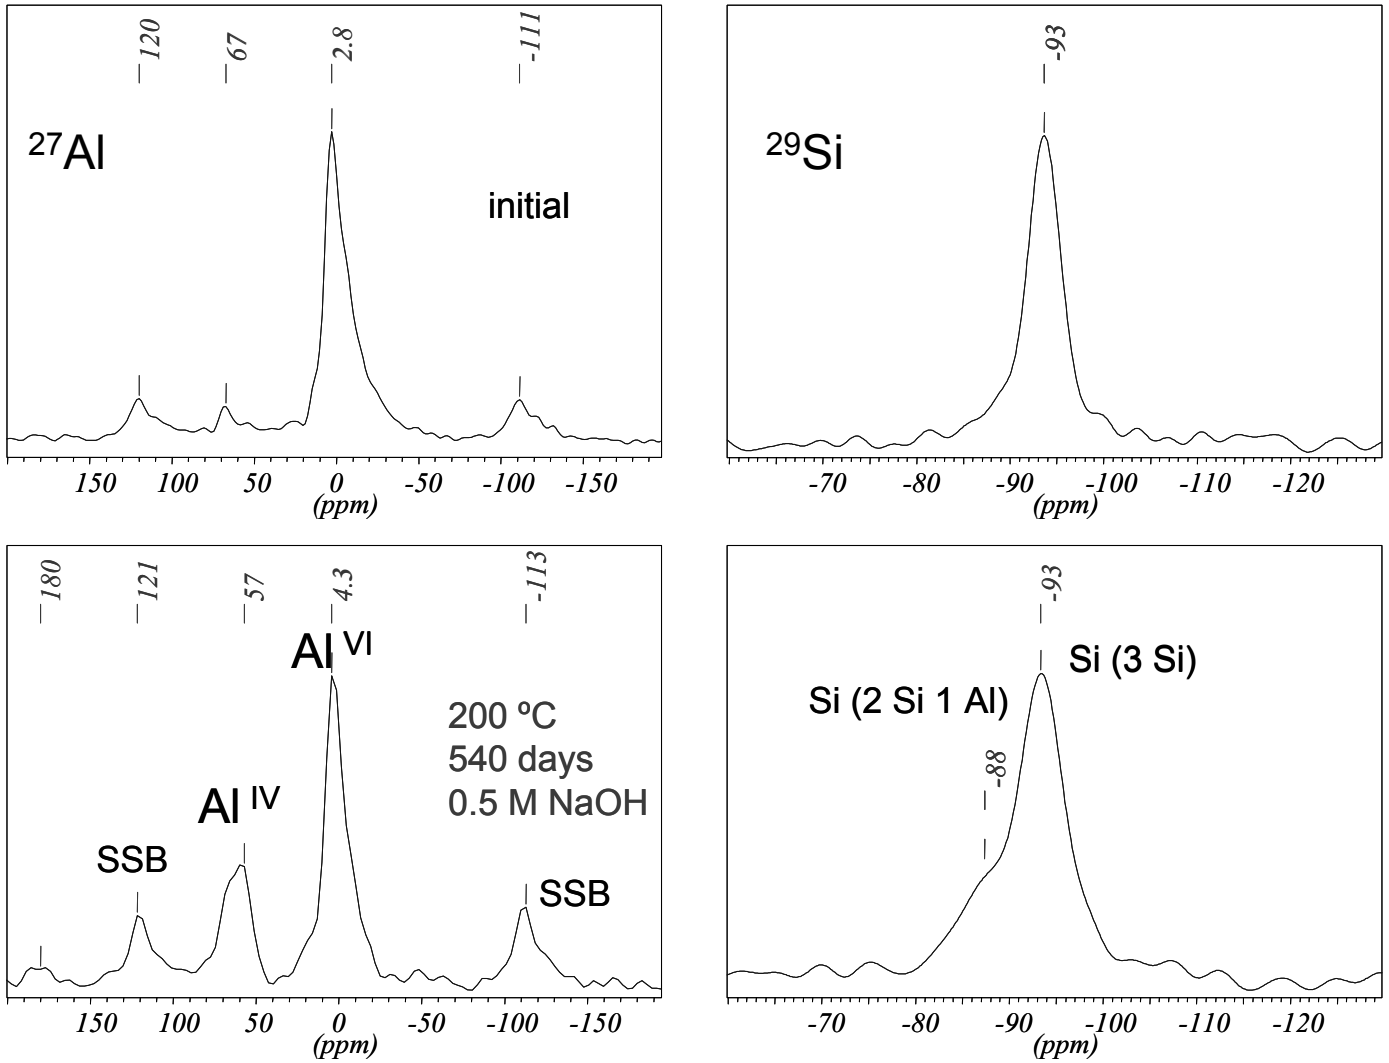 120 67 2.8 -111
27Al
initial
150 100 50 0 -50 -100 -150
(ppm)
-93
29Si
-70 -80 -90 -100 -110 -120
(ppm)
180 121 57 4.3 -113
Al VI
200 ºC
540 days
0.5 M NaOH
Al IV
SSB
SSB
150 100 50 0 -50 -100 -150
(ppm)
-93
Si (3 Si)
Si (2 Si 1 Al)
-88
-70 -80 -90 -100 -110 -120
(ppm)